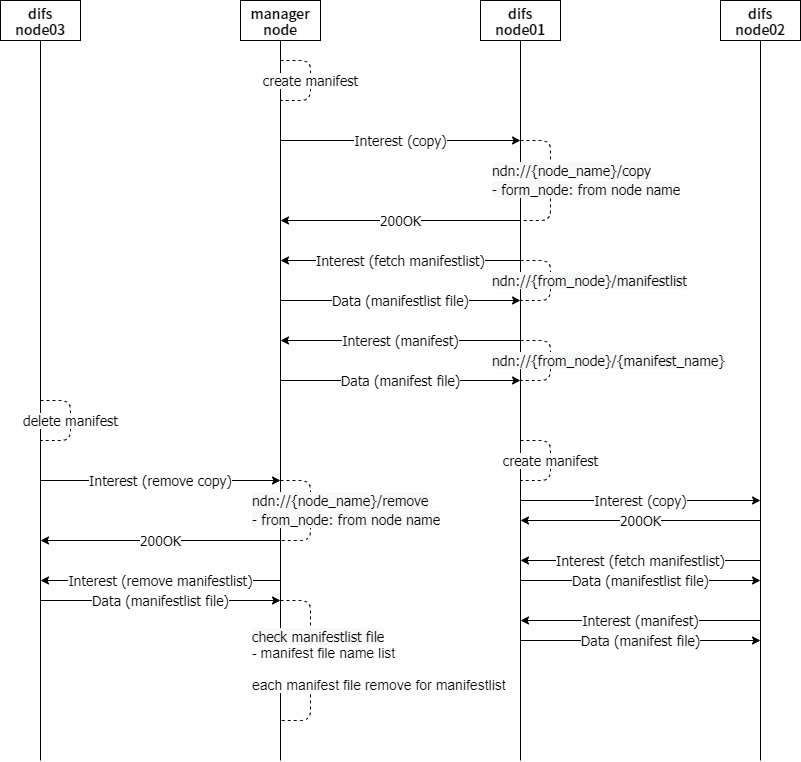 difs
node03
manager
node
difs
node01
difs
node02
create manifest
Interest (copy)
ndn://{node_name}/copy
- form_node: from node name
200OK
Interest (fetch manifestlist)
ndn://{from_node}/manifestlist
Data (manifestlist file)
Interest (manifest)
ndn://{from_node}/{manifest_name}
Data (manifest file)
delete manifest
create manifest
Interest (remove copy)
ndn://{node_name}/remove
- from_node: from node name
Interest (copy)
200OK
200OK
Interest (fetch manifestlist)
Interest (remove manifestlist)
Data (manifestlist file)
Data (manifestlist file)
Interest (manifest)
check manifestlist file
- manifest file name list
Data (manifest file)
each manifest file remove for manifestlist